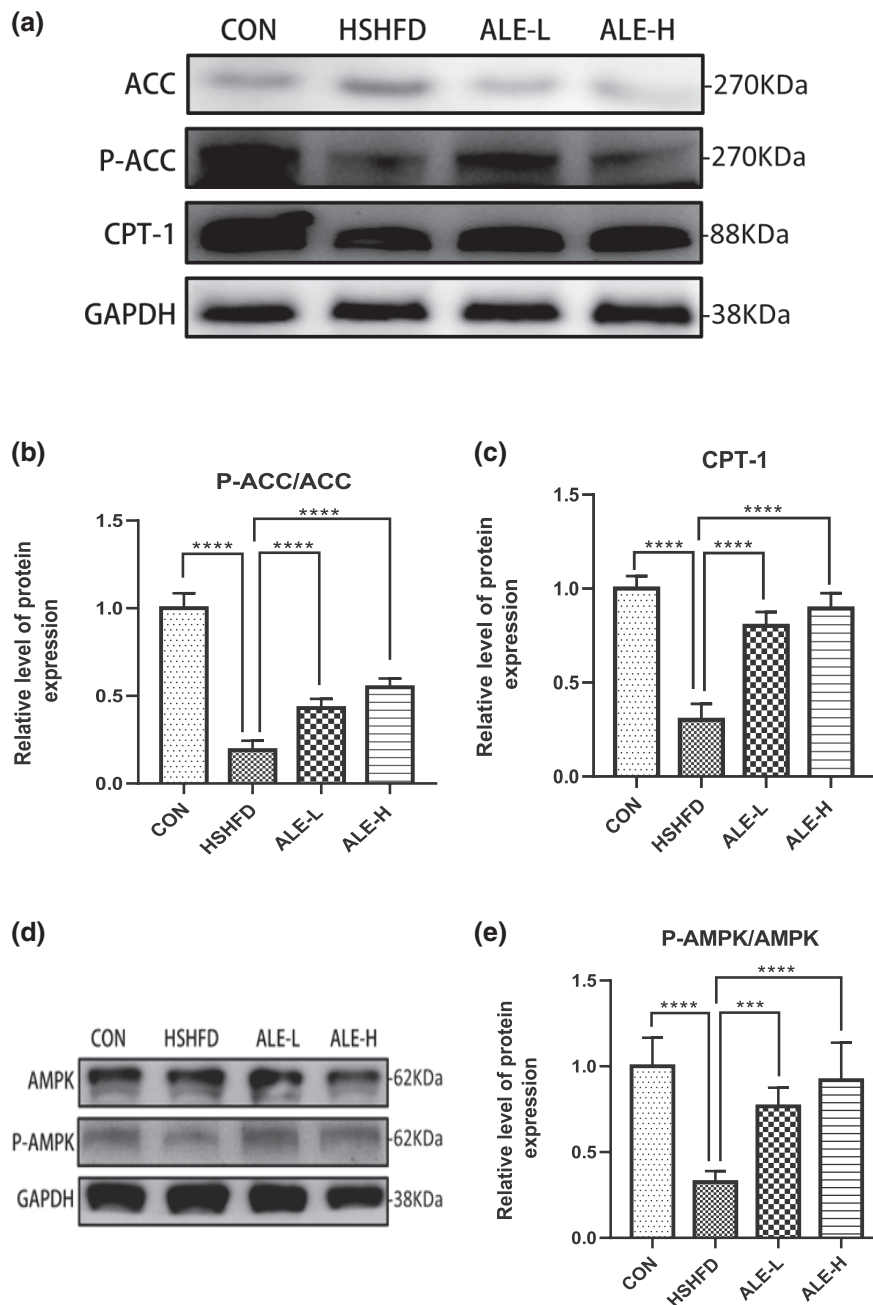 (a)
CON HSHFD ALE-L ALE-H
ACC -270KDa
P-ACC -270KDa
CPT-1 -88KDa
GAPDH -38KDa
(b)
P-ACC/ACC
Relative level of protein
expression
1.5
1.0
0.5
0.0
****
**** ****
CON HSHFD ALE-L ALE-H
(c)
CPT-1
Relative level of protein
expression
1.5
1.0
0.5
0.0
****
**** ****
CON HSHFD ALE-L ALE-H
(d)
CON HSHFD ALE-L ALE-H
AMPK -62KDa
P-AMPK -62KDa
GAPDH -38KDa
(e)
P-AMPK/AMPK
Relative level of protein
expression
1.5
1.0
0.5
0.0
****
**** ***
CON HSHFD ALE-L ALE-H